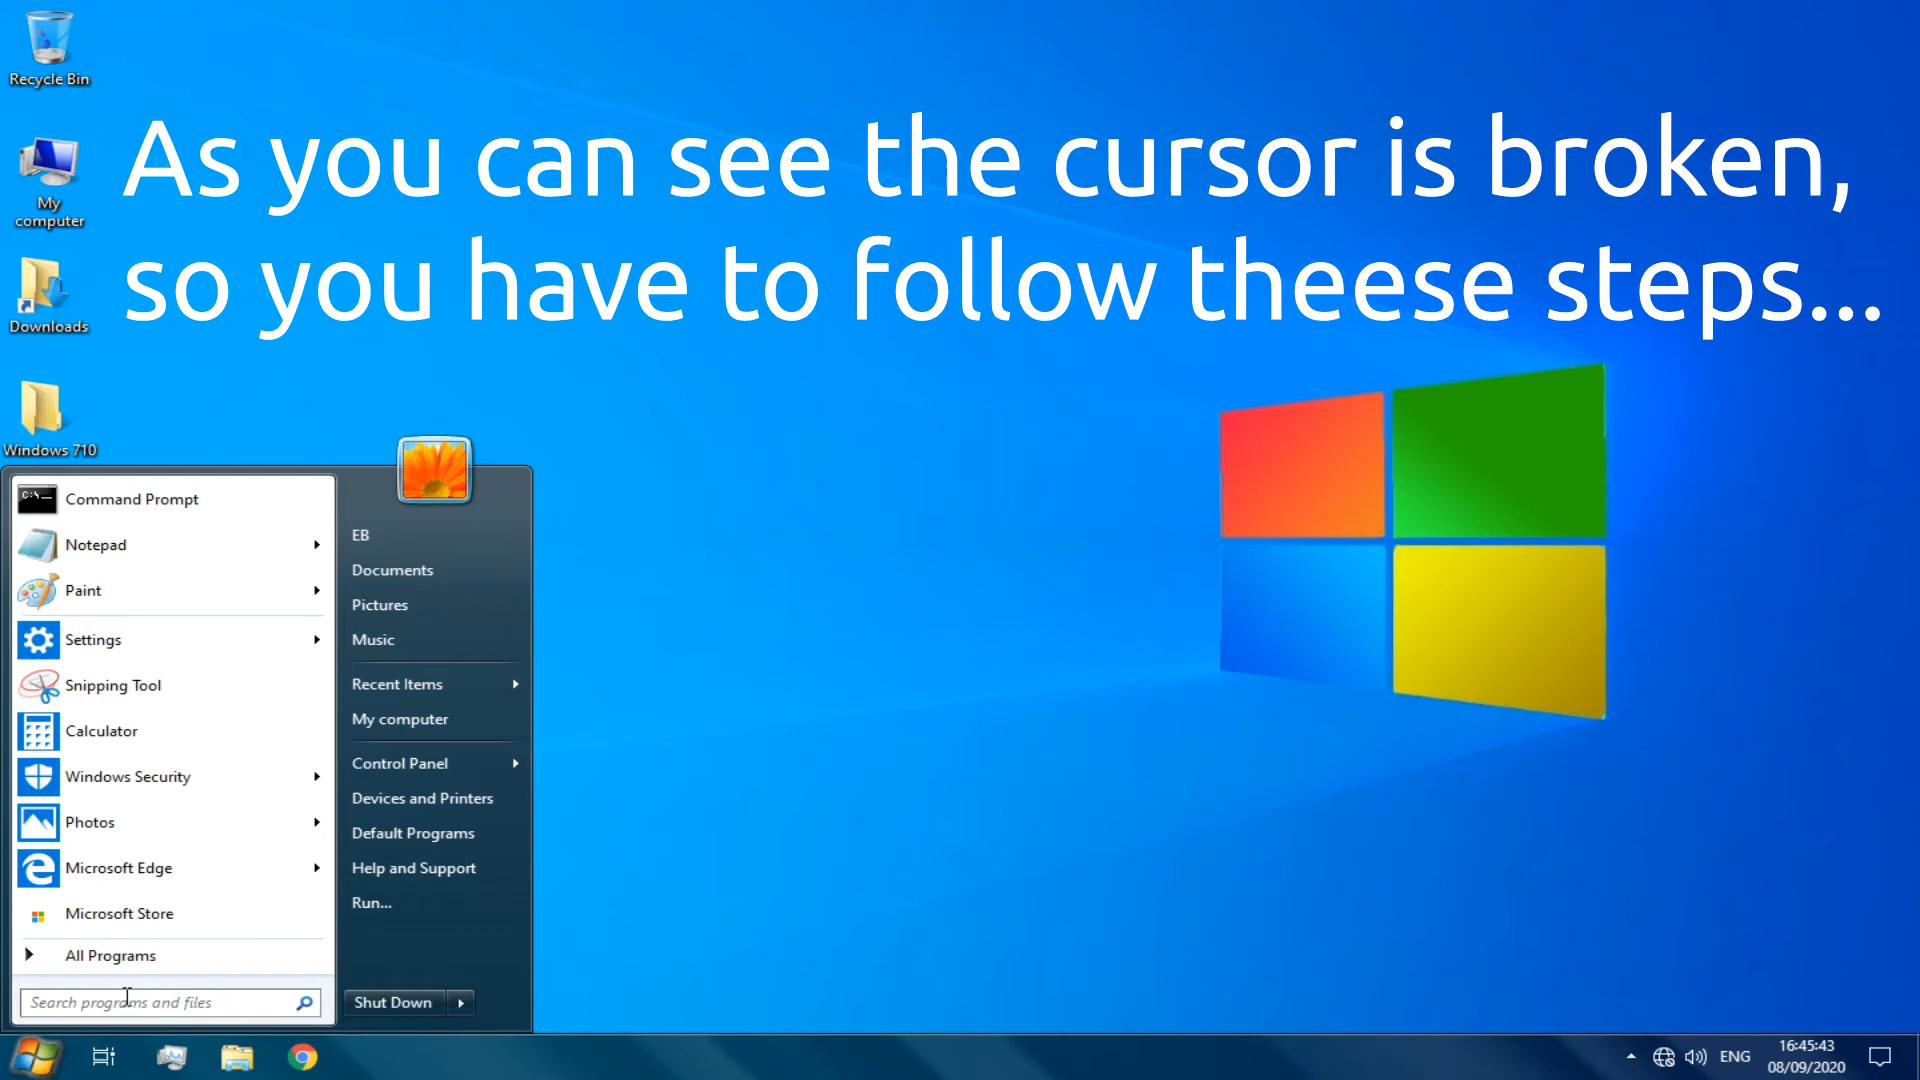 Recycle Bin
As you can see the cursor is broken,
so you have to follow theese steps...
My
computer
Downloads
Windows 710
Command Prompt
Notepad
Paint
Settings
Snipping Tool
Calculator
Windows Security
Photos
Microsoft Edge
Microsoft Store
All Programs
Search programs and files
EB
Documents
Pictures
Music
Recent Items
My computer
Control Panel
Devices and Printers
Default Programs
Help and Support
Run...
Shut Down
ENG
16:45:43
08/09/2020